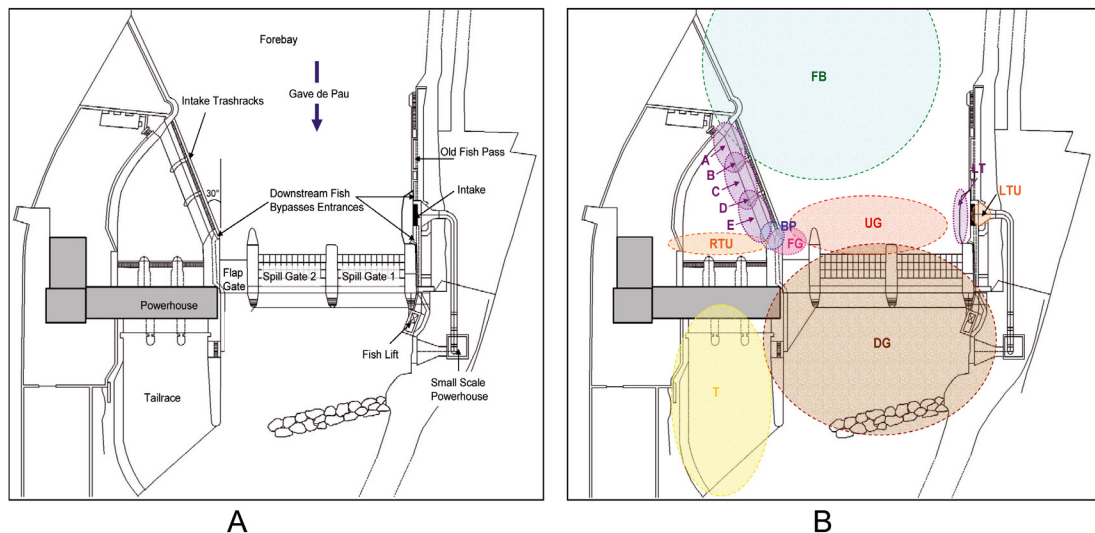 Forebay
Gave de Pau
Intake Trashracks
Old Fish Pass
30°
Downstream Fish
Bypasses Entrances
Intake
Flap
Gate
Spill Gate 2
Spill Gate 1
Powerhouse
Fish Lift
Small Scale
Powerhouse
Tailrace
A
FB
A
B
C
D
E
LT
LTU
BP
FG
UG
RTU
DG
T
B